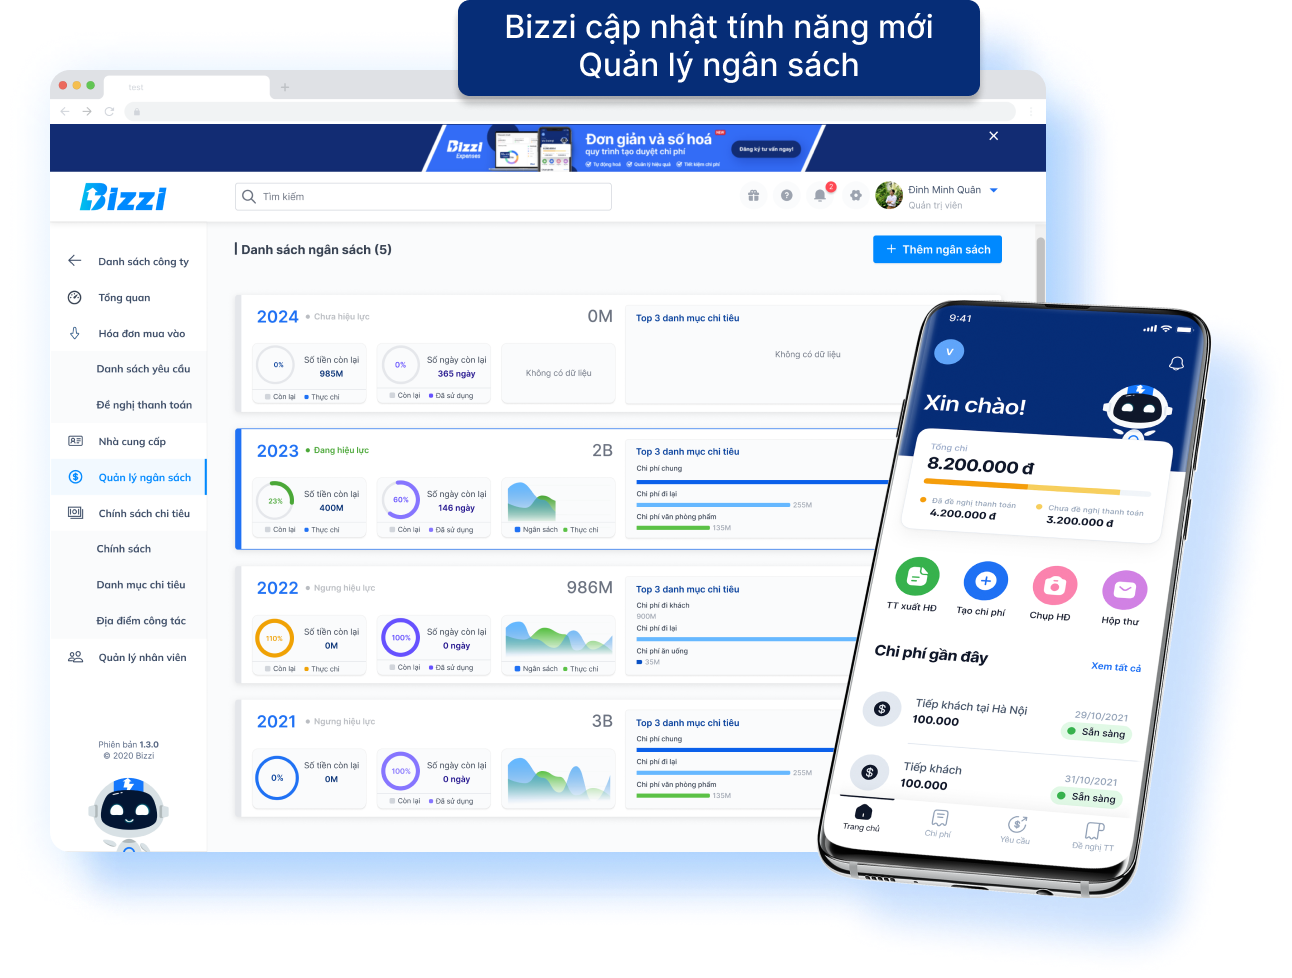 Bizzi cập nhật tính năng mới
Quản lý ngân sách
test
Bizzi
Expenses
Đơn giản và số hoá
NEW
quy trình tạo duyệt chi phí
Tự động hoá Quản lý hiệu quả Tiết kiệm chi phí
Đăng ký tư vấn ngay!
Bizzi
Tìm kiếm
2
Đinh Minh Quân
Quản trị viên
Danh sách công ty
Tổng quan
Hóa đơn mua vào
Danh sách yêu cầu
Đề nghị thanh toán
Nhà cung cấp
Quản lý ngân sách
Chính sách chi tiêu
Chính sách
Danh mục chi tiêu
Địa điểm công tác
Quản lý nhân viên
Phiên bản 1.3.0
© 2020 Bizzi
Danh sách ngân sách (5)
+ Thêm ngân sách
2024 Chưa hiệu lực 0M
0% Số tiền còn lại
985M
Còn lại Thực chi
0% Số ngày còn lại
365 ngày
Còn lại Đã sử dụng
Không có dữ liệu
Top 3 danh mục chi tiêu
Không có dữ liệu
2023 Đang hiệu lực 2B
23% Số tiền còn lại
400M
Còn lại Thực chi
60% Số ngày còn lại
146 ngày
Còn lại Đã sử dụng
Ngân sách Thực chi
Top 3 danh mục chi tiêu
Chi phí chung
Chi phí đi lại
255M
Chi phí văn phòng phẩm
135M
2022 Ngưng hiệu lực 986M
110% Số tiền còn lại
0M
Còn lại Thực chi
100% Số ngày còn lại
0 ngày
Còn lại Đã sử dụng
Ngân sách Thực chi
Top 3 danh mục chi tiêu
Chi phí đi khách
900M
Chi phí đi lại
Chi phí ăn uống
35M
2021 Ngưng hiệu lực 3B
0% Số tiền còn lại
0M
100% Số ngày còn lại
0 ngày
Còn lại Đã sử dụng
Top 3 danh mục chi tiêu
Chi phí chung
Chi phí đi lại
255M
Chi phí văn phòng phẩm
135M
9:41
V
Xin chào!
Tổng chi
8.200.000 đ
Đã đề nghị thanh toán
4.200.000 đ
Chưa đề nghị thanh toán
3.200.000 đ
TT xuất HĐ
Tạo chi phí
Chụp HĐ
Hộp thư
Chi phí gần đây
Xem tất cả
Tiếp khách tại Hà Nội
100.000
29/10/2021
Sẵn sàng
Tiếp khách
100.000
31/10/2021
Sẵn sàng
Trang chủ
Chi phí
Yêu cầu
Đề nghị TT